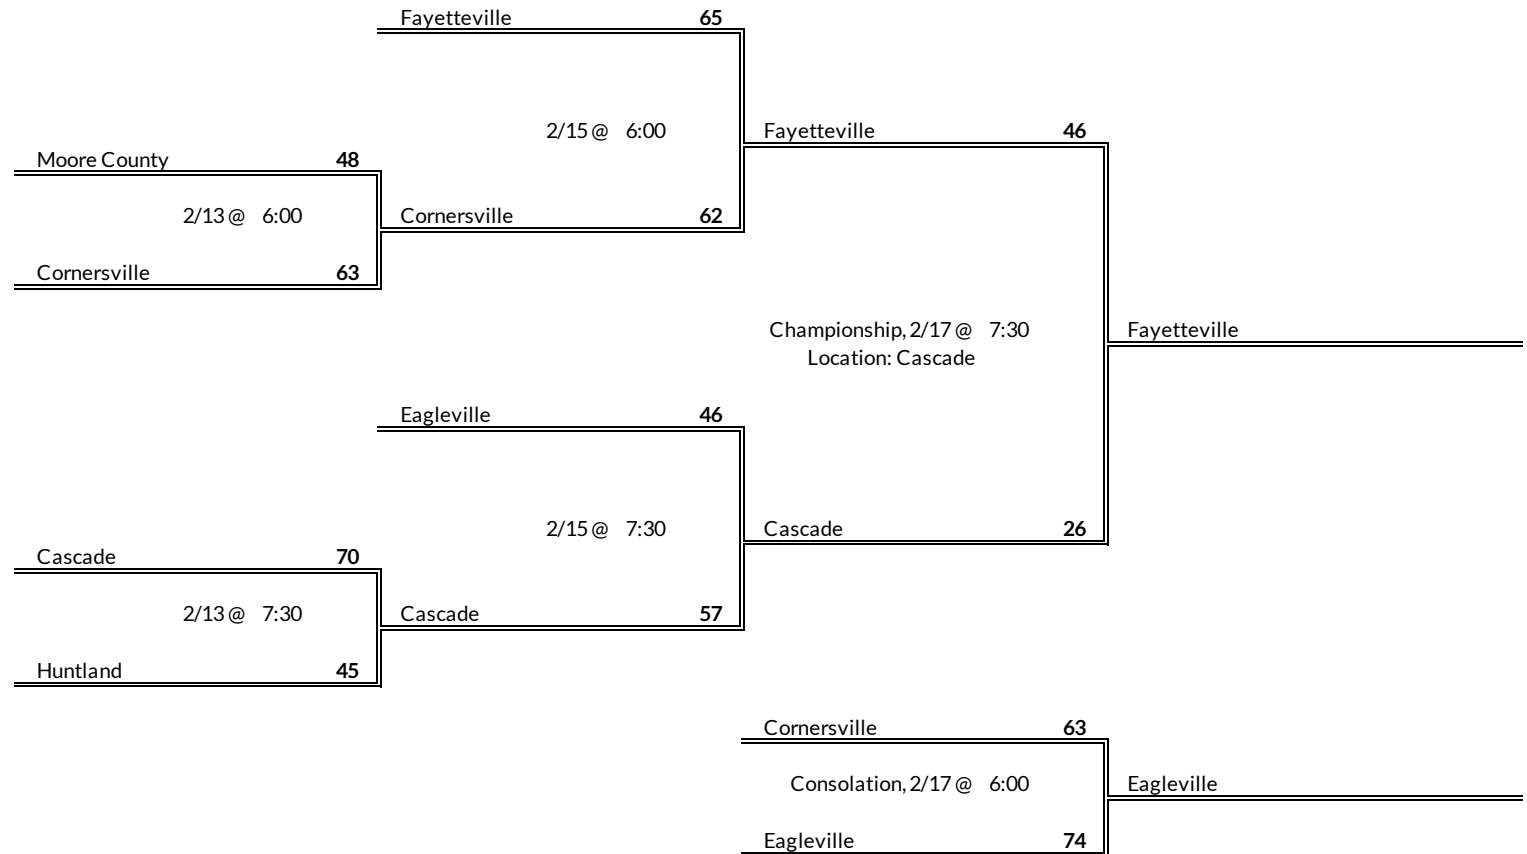 Fayetteville 65
2/15 @ 6:00
Fayetteville 46
Moore County 48
2/13 @ 6:00
Cornersville 62
Cornersville 63
Championship, 2/17 @ 7:30
Fayetteville
Location: Cascade
Eagleville 46
2/15 @ 7:30
Cascade 26
Cascade 70
2/13 @ 7:30
Cascade 57
Huntland 45
Cornersville 63
Consolation, 2/17 @ 6:00
Eagleville
Eagleville 74